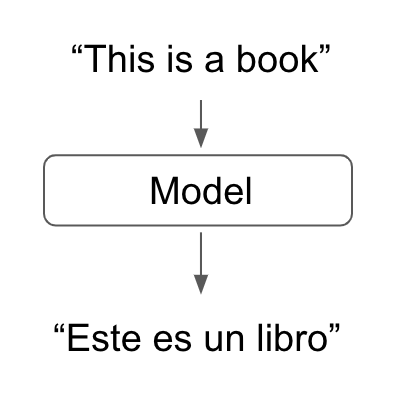 “This is a book”
Model
“Este es un libro”